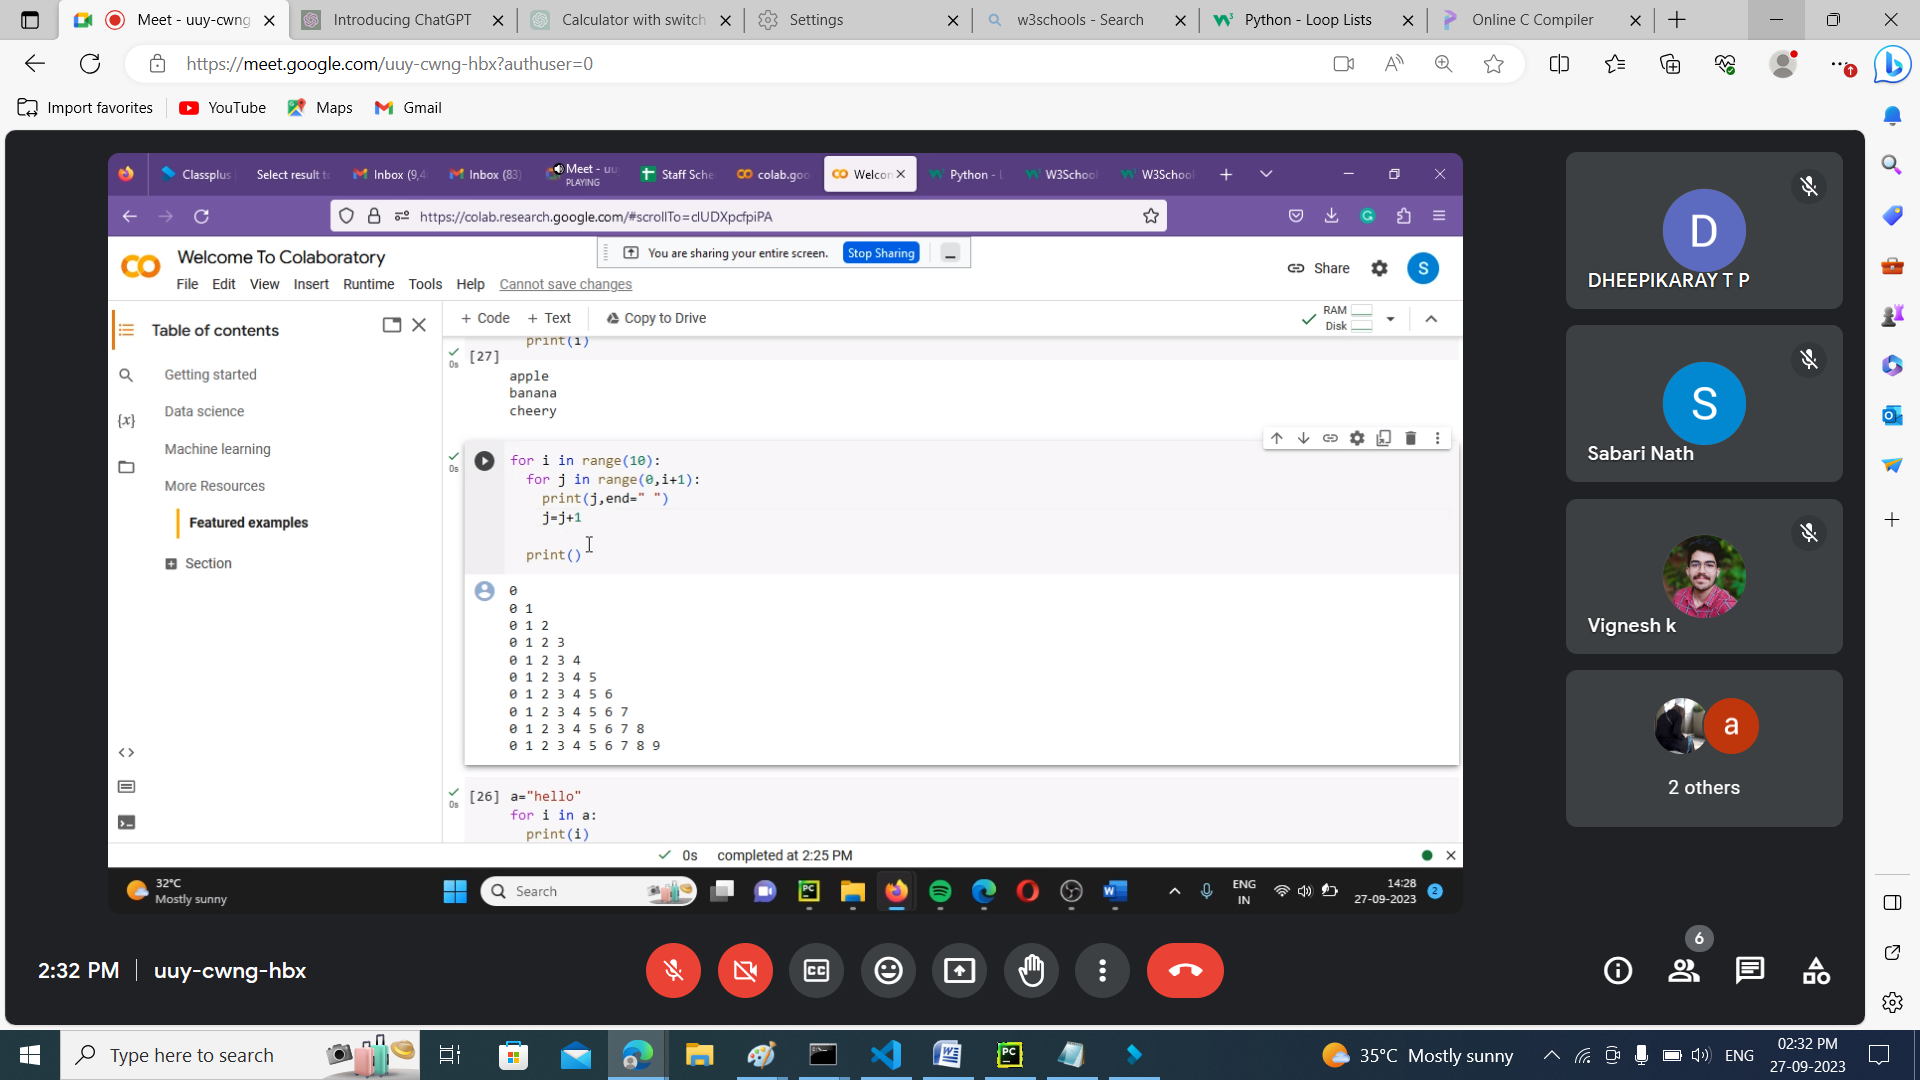 Meet - uuy-cwng
Introducing ChatGPT
Calculator with switch
Settings
w3schools - Search
Python - Loop Lists
Online C Compiler
https://meet.google.com/uuy-cwng-hbx?authuser=0
Import favorites
YouTube
Maps
Gmail
Classplus
Select result to
Inbox (9,4
Inbox (83)
Meet - uu
PLAYING
Staff Sche
colab.goo
Welcom
Python - L
W3School
W3School
https://colab.research.google.com/#scrollTo=clUDXpcfpiPA
Welcome To Colaboratory
You are sharing your entire screen.
Stop Sharing
Share
S
File Edit View Insert Runtime Tools Help Cannot save changes
Table of contents
+ Code + Text
Copy to Drive
RAM
Disk
Getting started
Data science
Machine learning
More Resources
Featured examples
Section
print(i)
0s
[27]
apple
banana
cheery
0s
for i in range(10):
for j in range(0,i+1):
print(j,end=" ")
j=j+1
print()
0
0 1
0 1 2
0 1 2 3
0 1 2 3 4
0 1 2 3 4 5
0 1 2 3 4 5 6
0 1 2 3 4 5 6 7
0 1 2 3 4 5 6 7 8
0 1 2 3 4 5 6 7 8 9
0s
[26] a="hello"
for i in a:
print(i)
0s completed at 2:25 PM
32°C
Mostly sunny
Search
ENG
IN
14:28
27-09-2023
2
D
DHEEPIKARAY T P
S
Sabari Nath
Vignesh k
a
2 others
2:32 PM
uuy-cwng-hbx
6
Type here to search
35°C Mostly sunny
ENG
02:32 PM
27-09-2023